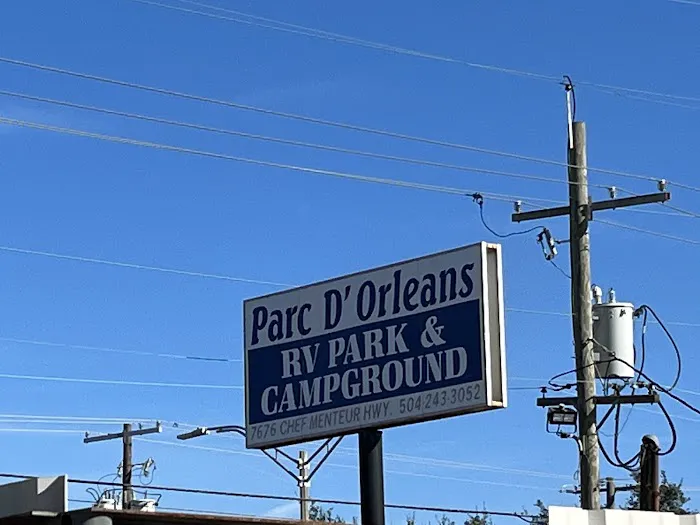 Parc D'Orleans
RV PARK &
CAMPGROUND
7676 CHEF MENTEUR HWY. 504-243-3052